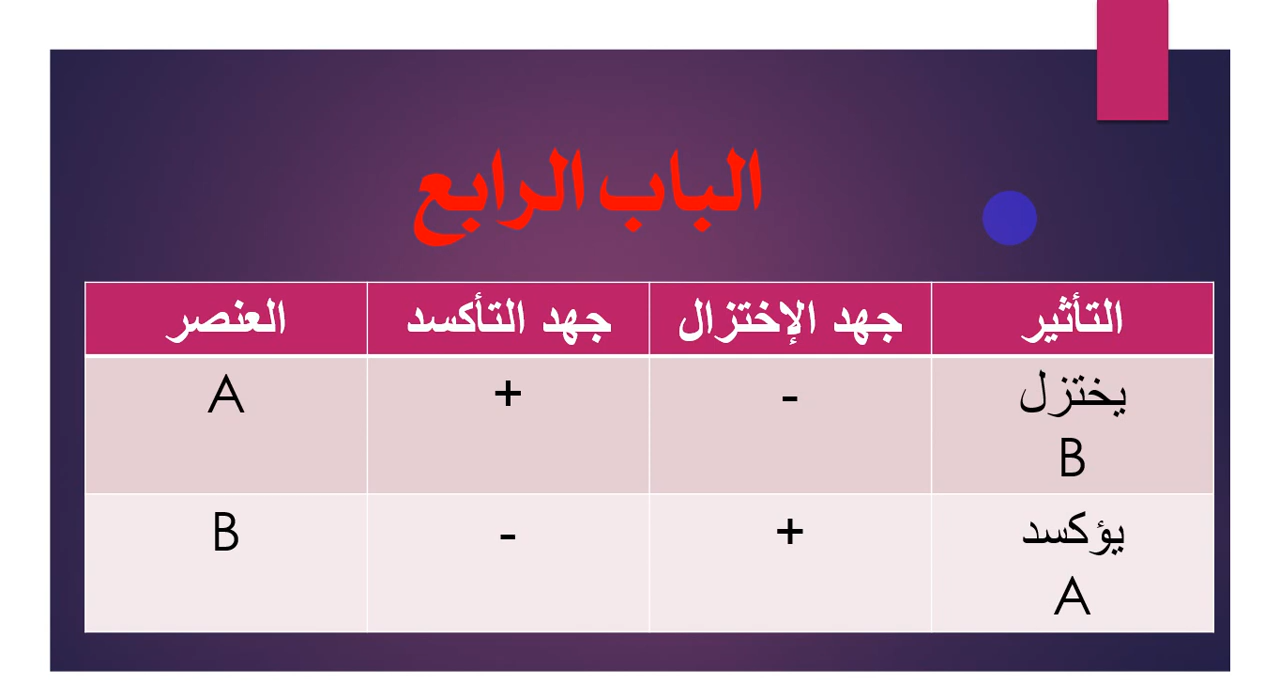 الباب الرابع
العنصر جهد التأكسد جهد الإختزال التأثير
A + - يختزل
B
B - + يؤكسد
A